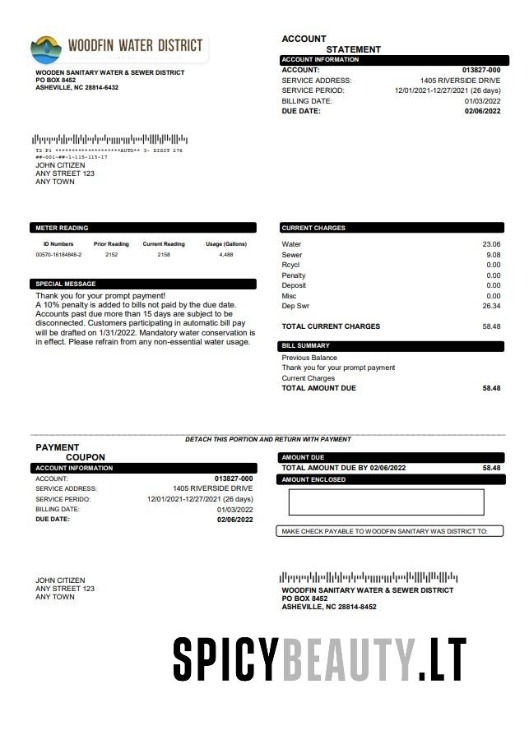 WOODFIN WATER DISTRICT
WOODEN SANITARY WATER & SEWER DISTRICT
PO BOX 8452
ASHEVILLE, NC 28814-6432
ACCOUNT
STATEMENT
ACCOUNT INFORMATION
ACCOUNT: 013827-000
SERVICE ADDRESS: 1405 RIVERSIDE DRIVE
SERVICE PERIOD: 12/01/2021-12/27/2021 (26 days)
BILLING DATE: 01/03/2022
DUE DATE: 02/06/2022
JOHN CITIZEN
ANY STREET 123
ANY TOWN
METER READING
ID Numbers Prior Reading Current Reading Usage (Gallons)
00570-16184848-2 2152 2158 4,488
SPECIAL MESSAGE
Thank you for your prompt payment!
A 10% penalty is added to bills not paid by the due date.
Accounts past due more than 15 days are subject to be
disconnected. Customers participating in automatic bill pay
will be drafted on 1/31/2022. Mandatory water conservation is
in effect. Please refrain from any non-essential water usage.
CURRENT CHARGES
Water 23.06
Sewer 9.08
Rcycl 0.00
Penalty 0.00
Deposit 0.00
Misc 0.00
Dep Swr 26.34
TOTAL CURRENT CHARGES 58.48
BILL SUMMARY
Previous Balance
Thank you for your prompt payment
Current Charges
TOTAL AMOUNT DUE 58.48
DETACH THIS PORTION AND RETURN WITH PAYMENT
PAYMENT
COUPON
ACCOUNT INFORMATION
ACCOUNT: 013827-000
SERVICE ADDRESS: 1405 RIVERSIDE DRIVE
SERVICE PERIDO: 12/01/2021-12/27/2021 (26 days)
BILLING DATE: 01/03/2022
DUE DATE: 02/06/2022
AMOUNT DUE
TOTAL AMOUNT DUE BY 02/06/2022 58.48
AMOUNT ENCLOSED
MAKE CHECK PAYABLE TO WOODFIN SANITARY WAS DISTRICT TO:
JOHN CITIZEN
ANY STREET 123
ANY TOWN
WOODFIN SANITARY WATER & SEWER DISTRICT
PO BOX 8452
ASHEVILLE, NC 28814-8452
SPICYBEAUTY.LT